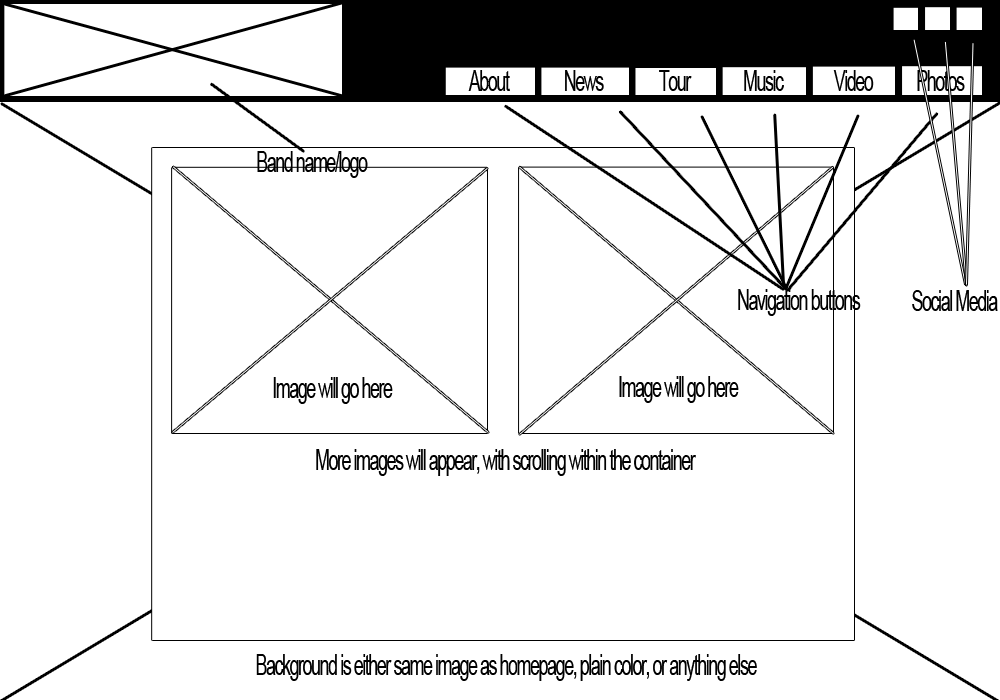 About
News
Tour
Music
Video
Photos
Band name/logo
Navigation buttons
Social Media
Image will go here
Image will go here
More images will appear, with scrolling within the container
Background is either same image as homepage, plain color, or anything else